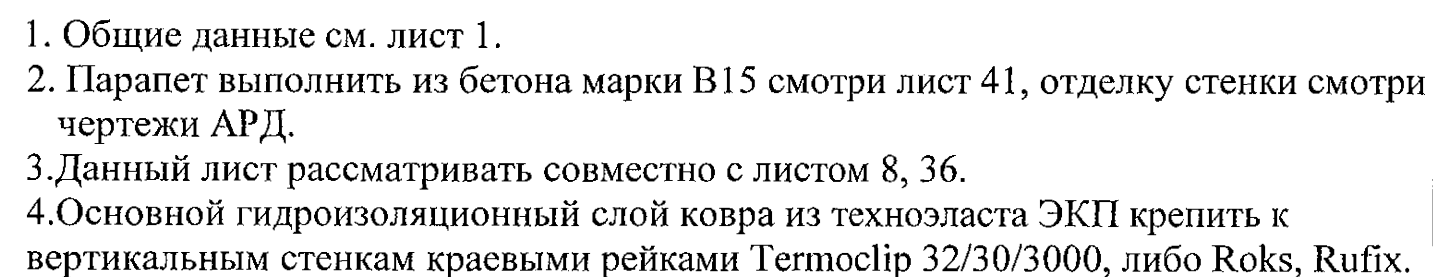 1. Общие данные см. лист 1.
2. Парапет выполнить из бетона марки В15 смотри лист 41, отделку стенки смотри
чертежи АРД.
3.Данный лист рассматривать совместно с листом 8, 36.
4.Основной гидроизоляционный слой ковра из техноэласта ЭКП крепить к
вертикальным стенкам краевыми рейками Termoclip 32/30/3000, либо Roks, Rufix.